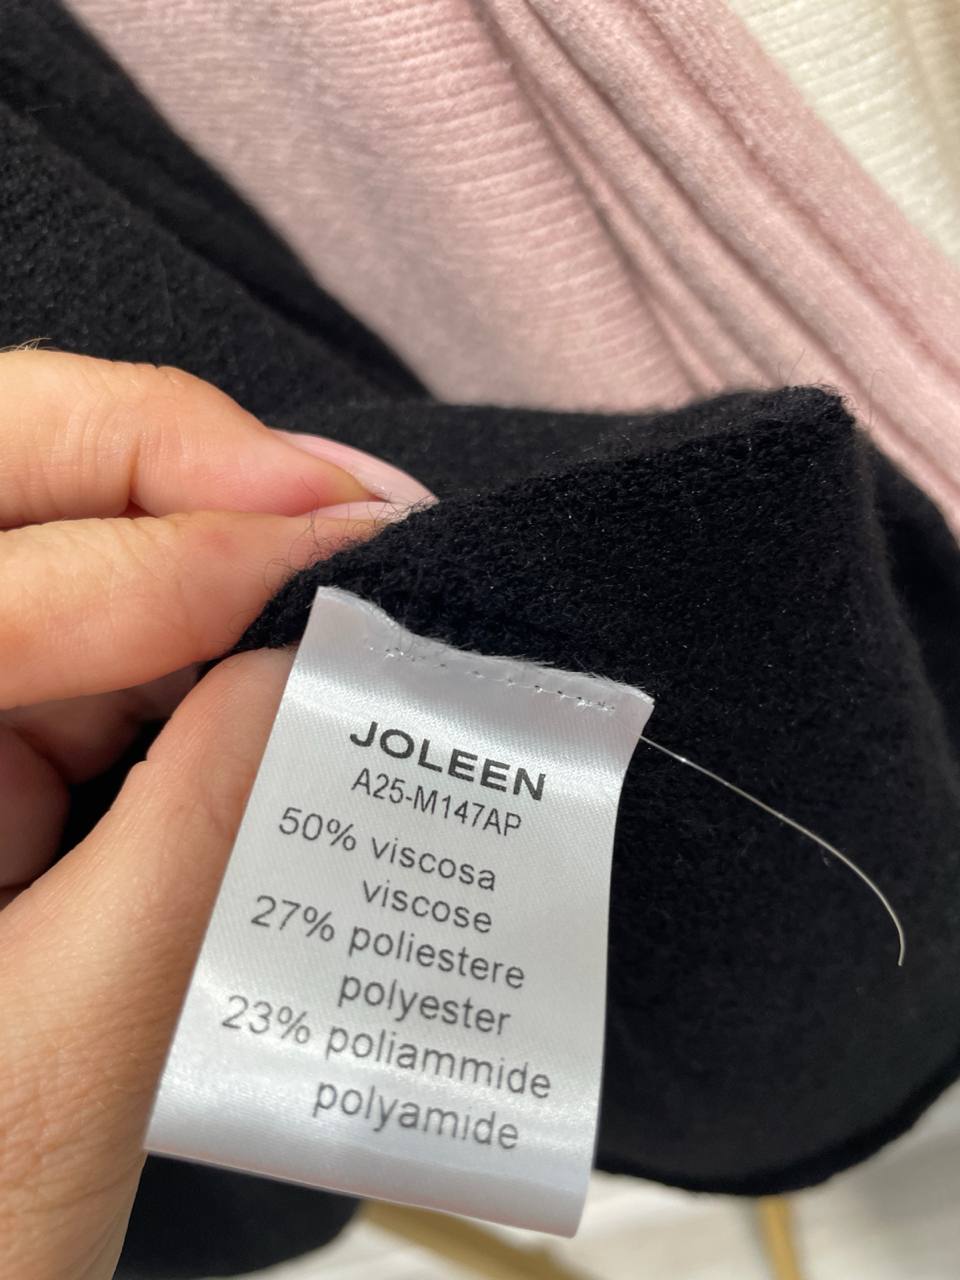 JOLEEN
A25-M147AP
50% viscosa
viscose
27% poliestere
polyester
23% poliammide
polyamide